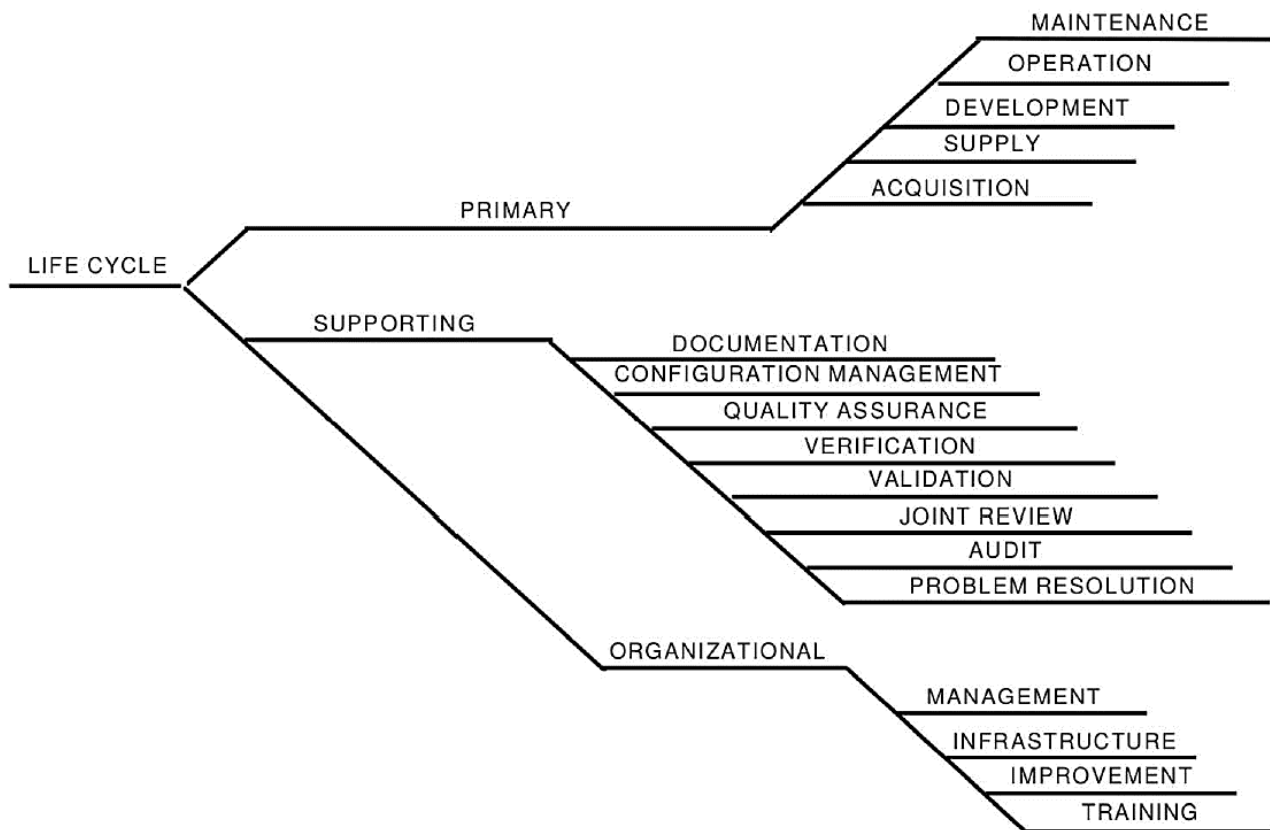 MAINTENANCE
OPERATION
DEVELOPMENT
SUPPLY
ACQUISITION
PRIMARY
LIFE CYCLE
SUPPORTING
DOCUMENTATION
CONFIGURATION MANAGEMENT
QUALITY ASSURANCE
VERIFICATION
VALIDATION
JOINT REVIEW
AUDIT
PROBLEM RESOLUTION
ORGANIZATIONAL
MANAGEMENT
INFRASTRUCTURE
IMPROVEMENT
TRAINING